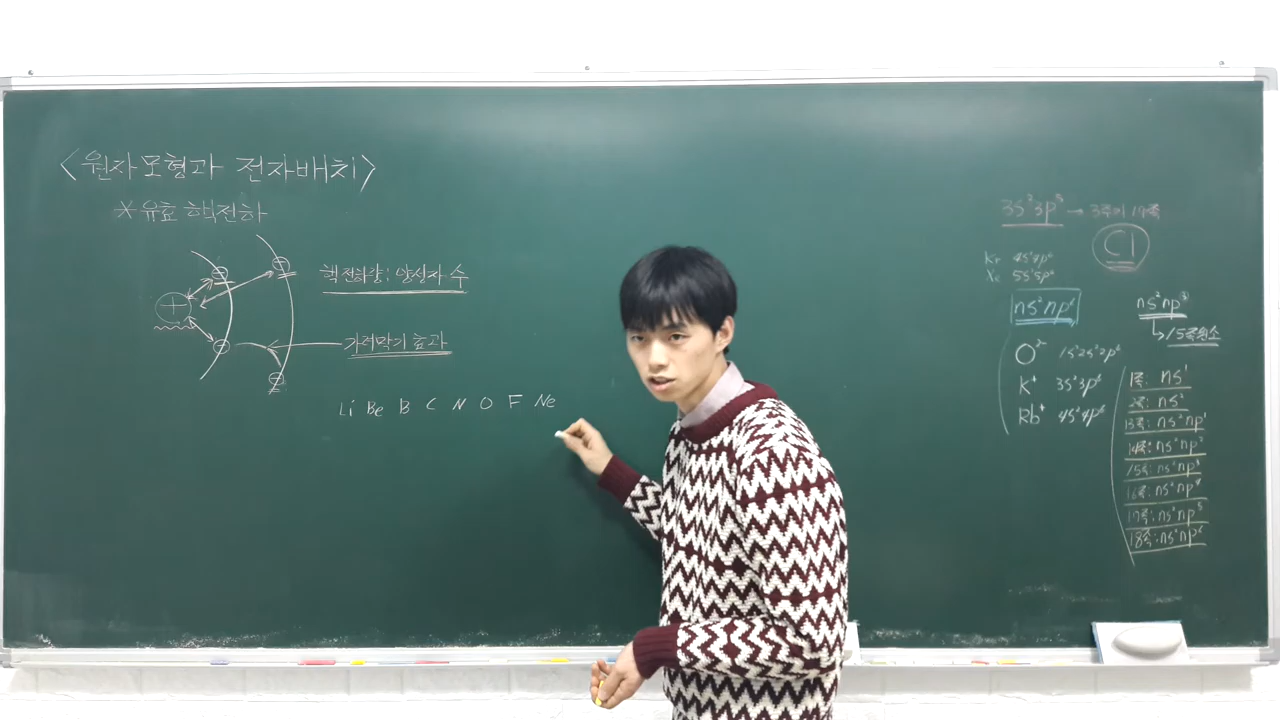 <원자모형과 전자배치>
* 유효 핵전하
핵전하량: 양성자 수
가려막기 효과
Li Be B C N O F Ne
3s²3p⁵ → 3주기 17족
Cl
Kr 4s²4p⁶
Xe 5s²5p⁶
ns²np⁶
O²⁻ 1s²2s²2p⁶
K⁺ 3s²3p⁶
Rb⁺ 4s²4p⁶
ns²np³
↳ 15족원소
1족: ns¹
2족: ns²
13족: ns²np¹
14족: ns²np²
15족: ns²np³
16족: ns²np⁴
17족: ns²np⁵
18족: ns²np⁶